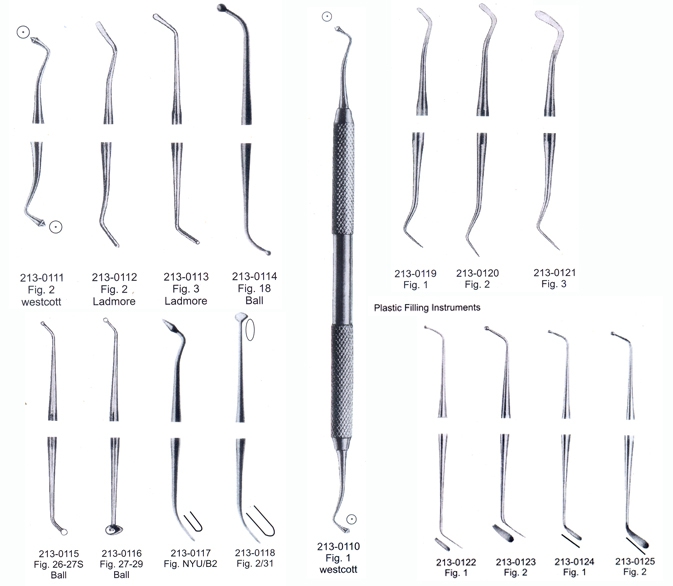 213-0111
Fig. 2
westcott
213-0112
Fig. 2
Ladmore
213-0113
Fig. 3
Ladmore
213-0114
Fig. 18
Ball
213-0119
Fig. 1
213-0120
Fig. 2
213-0121
Fig. 3
Plastic Filling Instruments
213-0115
Fig. 26-27S
Ball
213-0116
Fig. 27-29
Ball
213-0117
Fig. NYU/B2
213-0118
Fig. 2/31
213-0110
Fig. 1
westcott
213-0122
Fig. 1
213-0123
Fig. 2
213-0124
Fig. 1
213-0125
Fig. 2